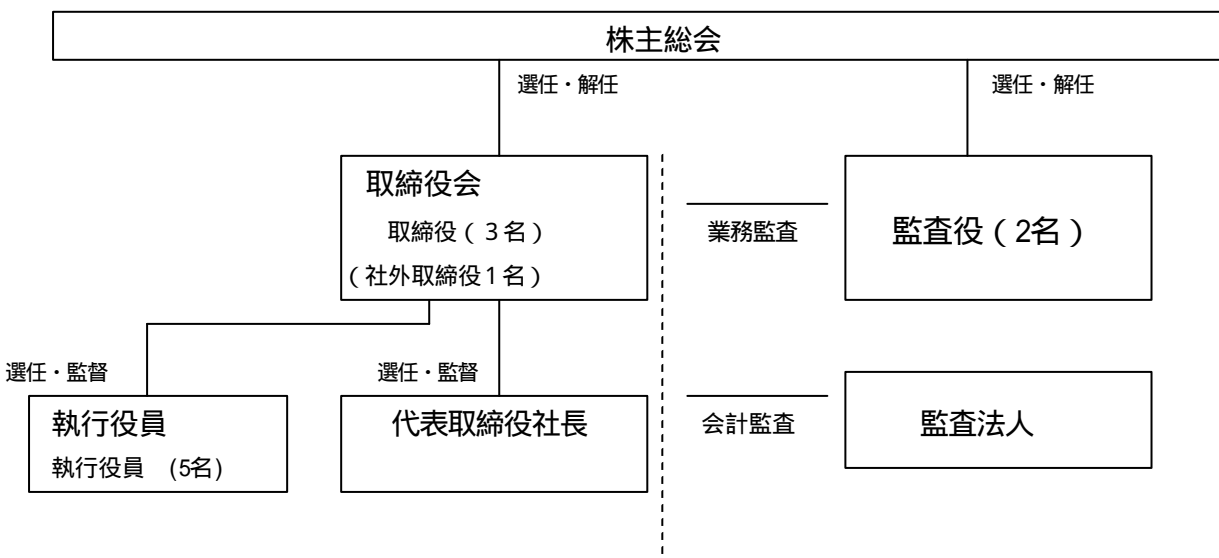 株主総会
選任・解任
選任・解任
取締役会
取締役（３名）
（社外取締役１名）
業務監査
監査役（2名）
選任・監督
選任・監督
執行役員
執行役員　(5名)
代表取締役社長
会計監査
監査法人